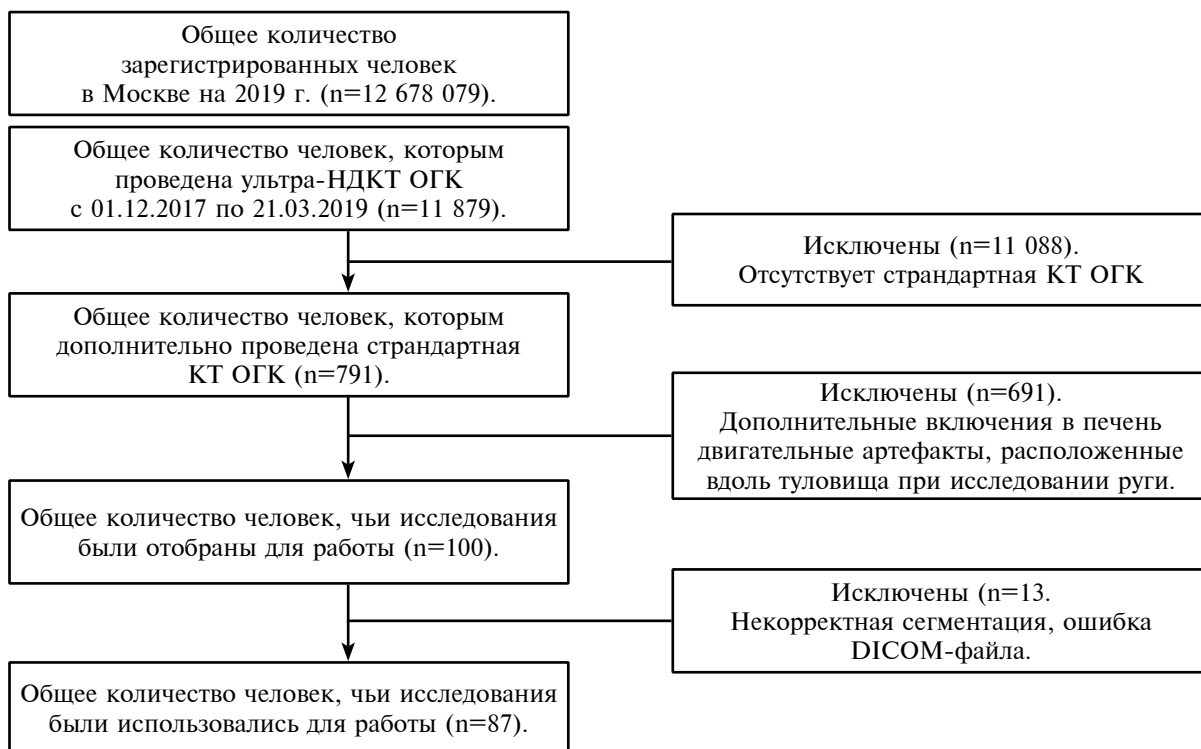 Общее количество
зарегистрированных человек
в Москве на 2019 г. (n=12 678 079).
Общее количество человек, которым
проведена ультра-НДКТ ОГК
с 01.12.2017 по 21.03.2019 (n=11 879).
Исключены (n=11 088).
Отсутствует страндартная КТ ОГК
Общее количество человек, которым
дополнительно проведена страндартная
КТ ОГК (n=791).
Исключены (n=691).
Дополнительные включения в печень
двигательные артефакты, расположенные
вдоль туловища при исследовании руги.
Общее количество человек, чьи исследования
были отобраны для работы (n=100).
Исключены (n=13.
Некорректная сегментация, ошибка
DICOM-файла.
Общее количество человек, чьи исследования
были использовались для работы (n=87).